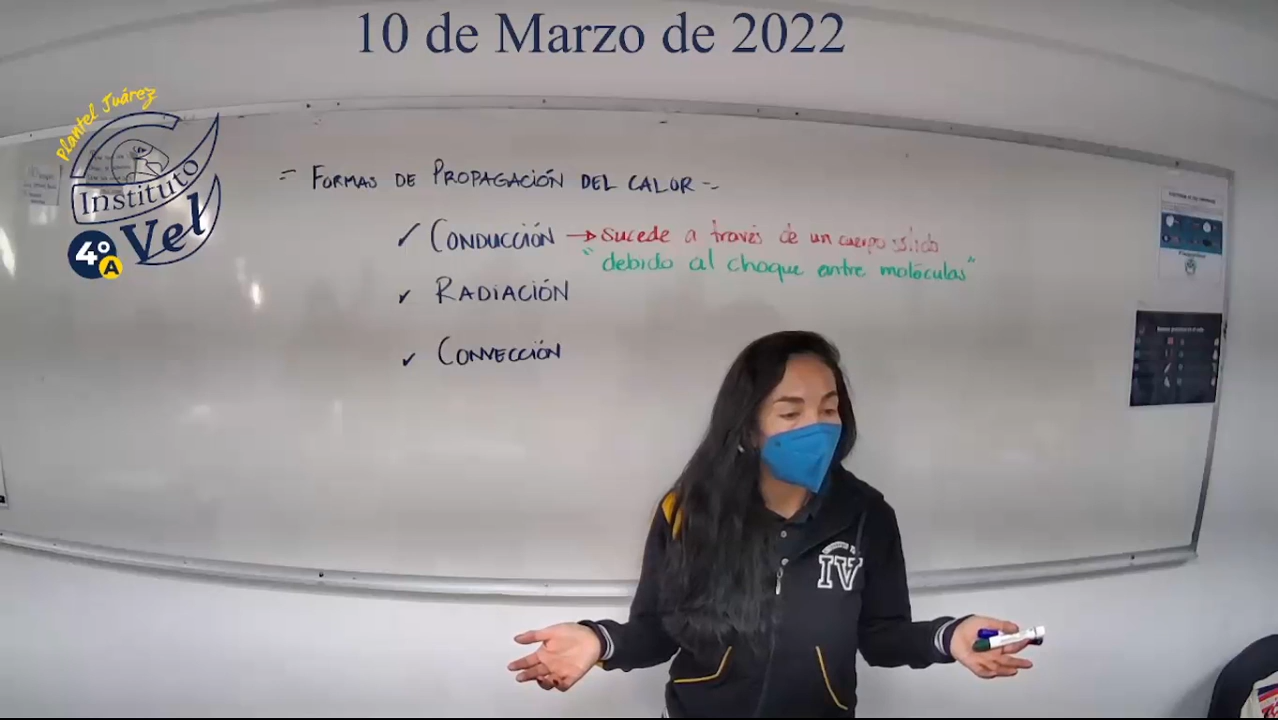 10 de Marzo de 2022
Plantel Juárez
Instituto
Vel
4º
A
= FORMAS DE PROPAGACIÓN DEL CALOR =
✓ CONDUCCIÓN → Sucede a través de un cuerpo sólido
"debido al choque entre moléculas"
✓ RADIACIÓN
✓ CONVECCIÓN
IV